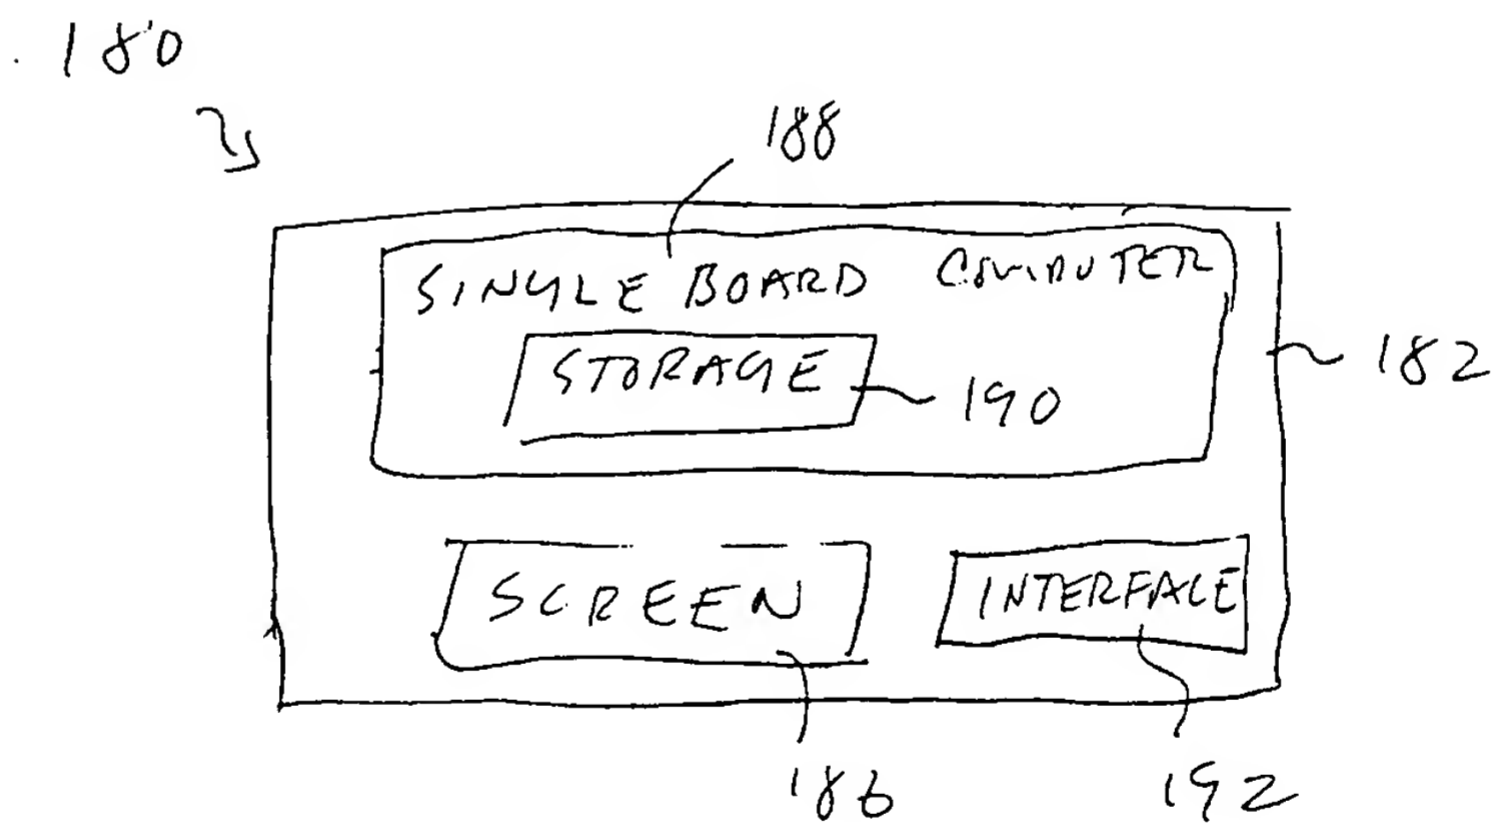 180
188
SINGLE BOARD COMPUTER
STORAGE
190
182
SCREEN
INTERFACE
186
192